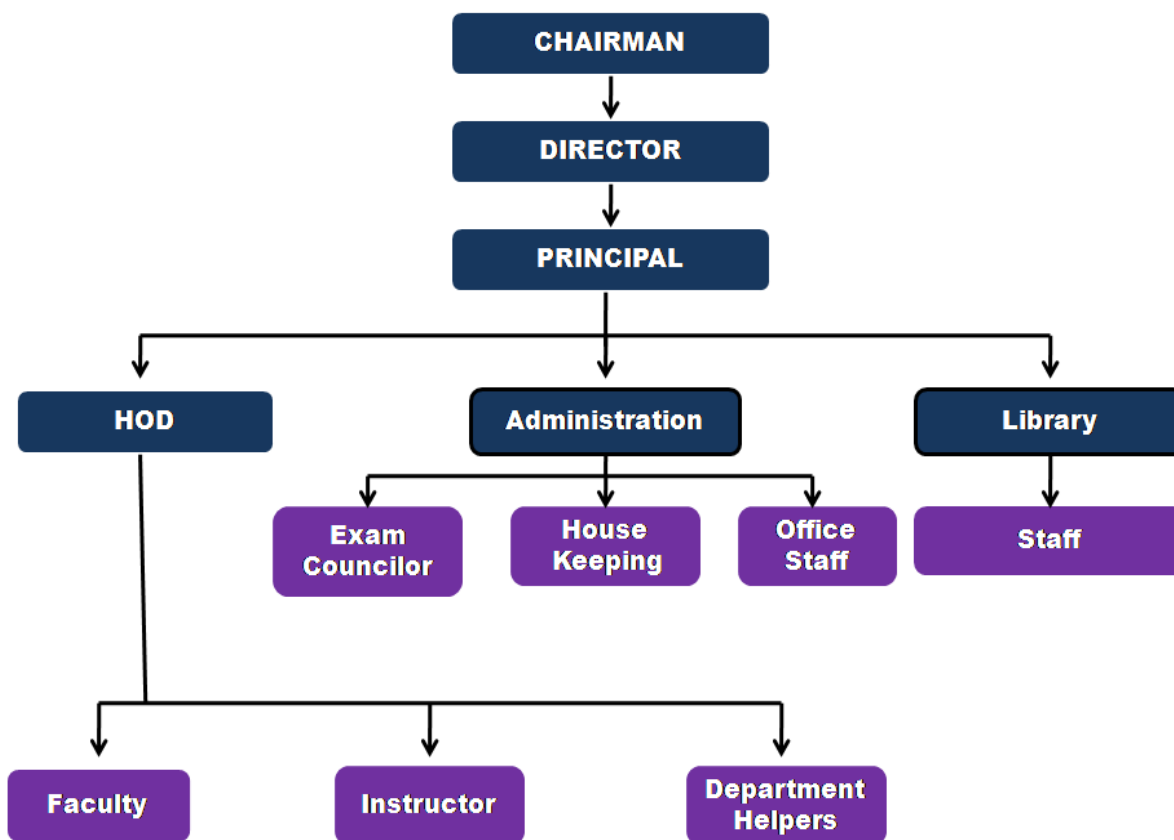 CHAIRMAN
DIRECTOR
PRINCIPAL
HOD
Administration
Library
Exam
Councilor
House
Keeping
Office
Staff
Staff
Faculty
Instructor
Department
Helpers